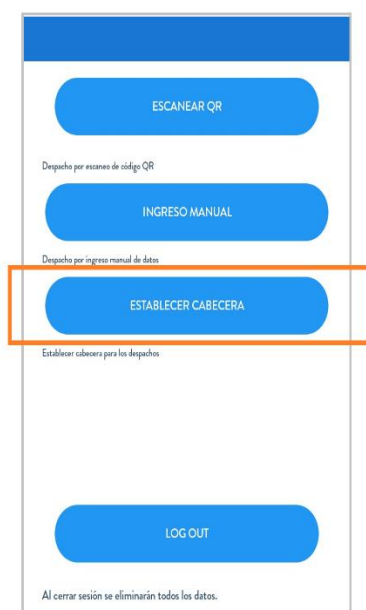 ESCANEAR QR
Despacho por escaneo de código QR
INGRESO MANUAL
Despacho por ingreso manual de datos
ESTABLECER CABECERA
Establecer cabecera para los despachos
LOG OUT
Al cerrar sesión se eliminarán todos los datos.